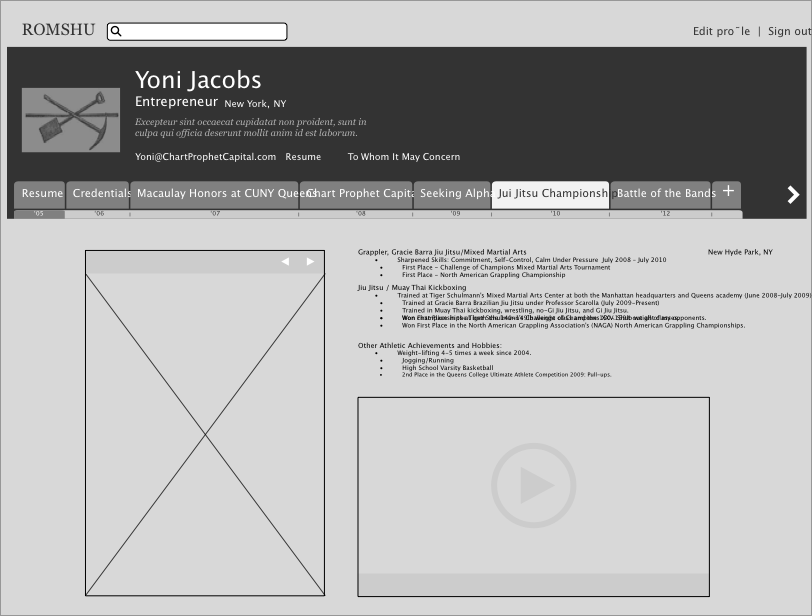 ROMSHU
Edit pro˜le | Sign out
Yoni Jacobs
Entrepreneur New York, NY
Excepteur sint occaecat cupidatat non proident, sunt in
culpa qui officia deserunt mollit anim id est laborum.
Yoni@ChartProphetCapital.com Resume To Whom It May Concern
Resume Credentials Macaulay Honors at CUNY Queens Chart Prophet Capital Seeking Alpha Jui Jitsu Championship Battle of the Bands +
'05 '06 '07 '08 '09 '10 '12
Grappler, Gracie Barra Jiu Jitsu/Mixed Martial Arts New Hyde Park, NY
• Sharpened Skills: Commitment, Self-Control, Calm Under Pressure July 2008 - July 2010
• First Place - Challenge of Champions Mixed Martial Arts Tournament
• First Place - North American Grappling Championship
Jiu Jitsu / Muay Thai Kickboxing
• Trained at Tiger Schulmann's Mixed Martial Arts Center at both the Manhattan headquarters and Queens academy (June 2008-July 2009)
• Trained at Gracie Barra Brazilian Jiu Jitsu under Professor Scarolla (July 2009-Present)
• Trained in Muay Thai kickboxing, wrestling, no-Gi Jiu Jitsu, and Gi Jiu Jitsu.
• Won First Place
• Won First Place in the North American Grappling Association's (NAGA) North American Grappling Championships.
Other Athletic Achievements and Hobbies:
• Weight-lifting 4-5 times a week since 2004.
• Jogging/Running
• High School Varsity Basketball
• 2nd Place in the Queens College Ultimate Athlete Competition 2009: Pull-ups.